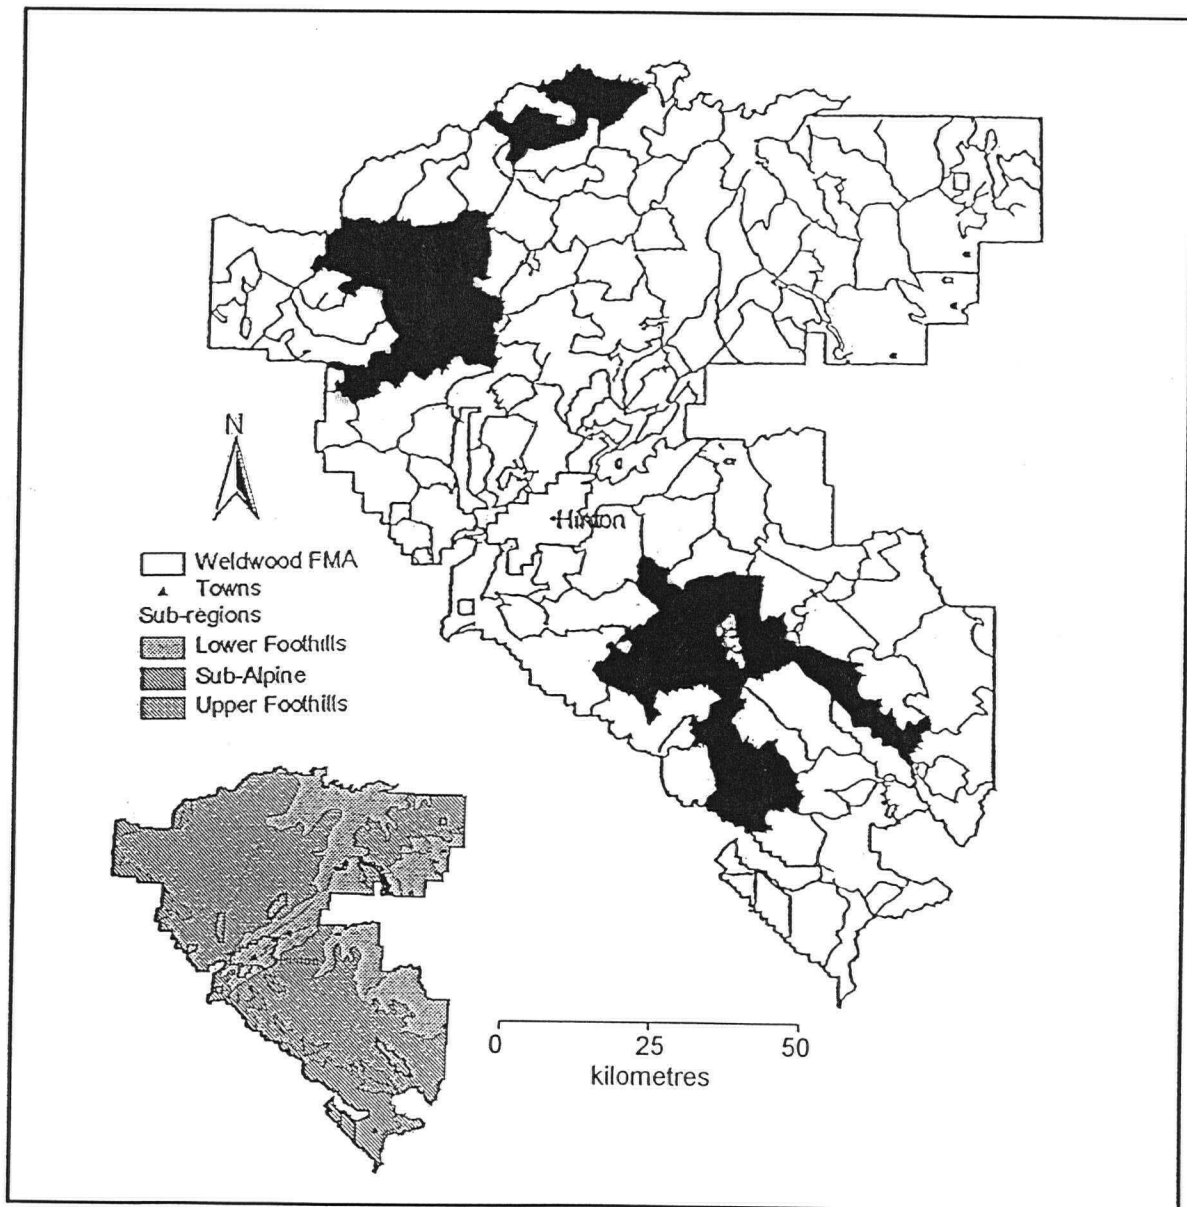 Hinton
N
Weldwood FMA
Towns
Sub-regions
Lower Foothills
Sub-Alpine
Upper Foothills
0 25 50
kilometres